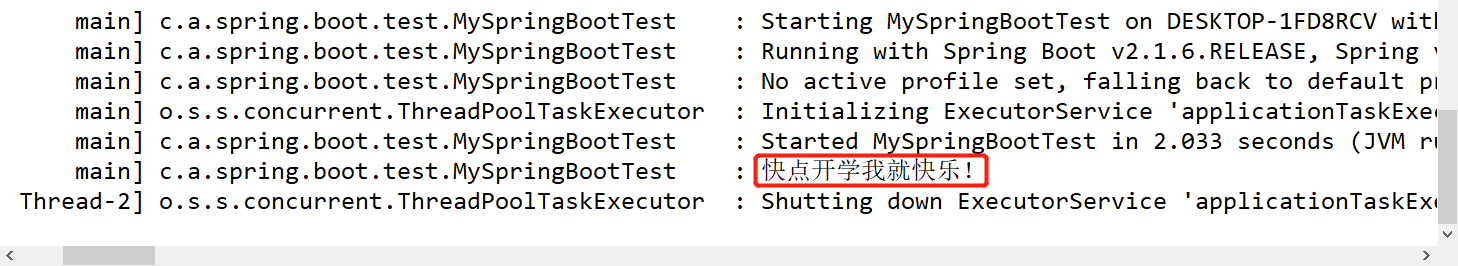 main] c.a.spring.boot.test.MySpringBootTest : Starting MySpringBootTest on DESKTOP-1FD8RCV with
main] c.a.spring.boot.test.MySpringBootTest : Running with Spring Boot v2.1.6.RELEASE, Spring v
main] c.a.spring.boot.test.MySpringBootTest : No active profile set, falling back to default pr
main] o.s.s.concurrent.ThreadPoolTaskExecutor : Initializing ExecutorService 'applicationTaskExec
main] c.a.spring.boot.test.MySpringBootTest : Started MySpringBootTest in 2.033 seconds (JVM ru
main] c.a.spring.boot.test.MySpringBootTest : 快点开学我就快乐!
Thread-2] o.s.s.concurrent.ThreadPoolTaskExecutor : Shutting down ExecutorService 'applicationTaskExe